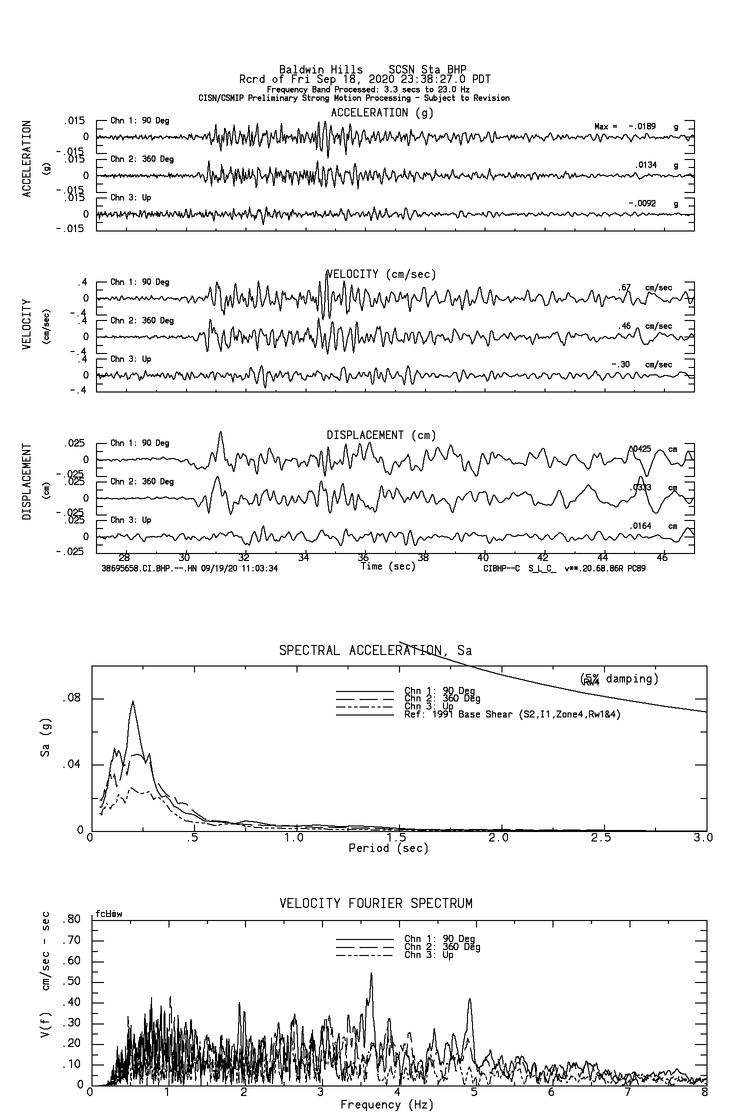 Baldwin Hills SCSN Sta BHP
Rcrd of Fri Sep 18, 2020 23:38:27.0 PDT
Frequency Band Processed: 3.3 secs to 23.0 Hz
CISN/CSMIP Preliminary Strong Motion Processing - Subject to Revision
ACCELERATION (g)
ACCELERATION
(g)
.015 Chn 1: 90 Deg Max = -.0189 g
0
-.015
.015 Chn 2: 360 Deg .0134 g
0
-.015
.015 Chn 3: Up -.0092 g
0
-.015
VELOCITY (cm/sec)
VELOCITY
(cm/sec)
.4 Chn 1: 90 Deg .67 cm/sec
0
-.4
.4 Chn 2: 360 Deg .46 cm/sec
0
-.4
.4 Chn 3: Up -.30 cm/sec
0
-.4
DISPLACEMENT (cm)
DISPLACEMENT
(cm)
.025 Chn 1: 90 Deg .0425 cm
0
-.025
.025 Chn 2: 360 Deg .0333 cm
0
-.025
.025 Chn 3: Up .0164 cm
0
-.025
28 30 32 34 36 38 40 42 44 46
Time (sec)
38695658.CI.BHP.--.HN 09/19/20 11:03:34 CIBHP--C S_L_C_ v**.20.68.86R PC89
SPECTRAL ACCELERATION, Sa
(5% damping)
Rw4
Chn 1: 90 Deg
Chn 2: 360 Deg
Chn 3: Up
Ref: 1991 Base Shear (S2,I1,Zone4,Rw1&4)
Sa (g)
.08
.04
0
0 .5 1.0 1.5 2.0 2.5 3.0
Period (sec)
VELOCITY FOURIER SPECTRUM
Chn 1: 90 Deg
Chn 2: 360 Deg
Chn 3: Up
V(f) cm/sec - sec
.80
.70
.60
.50
.40
.30
.20
.10
0
0 1 2 3 4 5 6 7 8
Frequency (Hz)